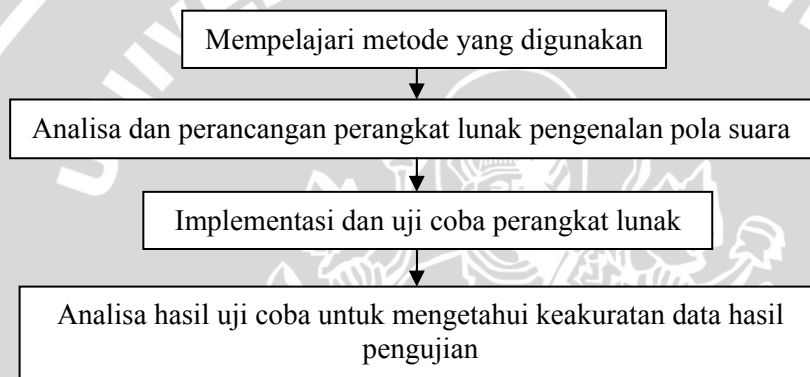 Mempelajari metode yang digunakan
Analisa dan perancangan perangkat lunak pengenalan pola suara
Implementasi dan uji coba perangkat lunak
Analisa hasil uji coba untuk mengetahui keakuratan data hasil
pengujian